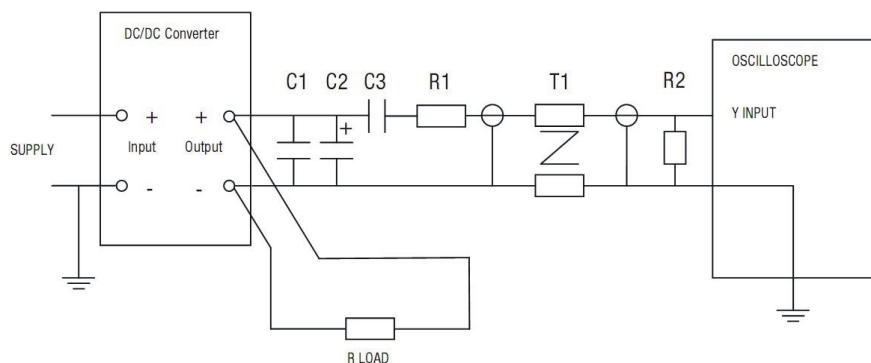 DC/DC Converter
C1 C2 C3 R1 T1 R2
OSCILLOSCOPE
+ + +
Y INPUT
SUPPLY
Input Output
- -
R LOAD